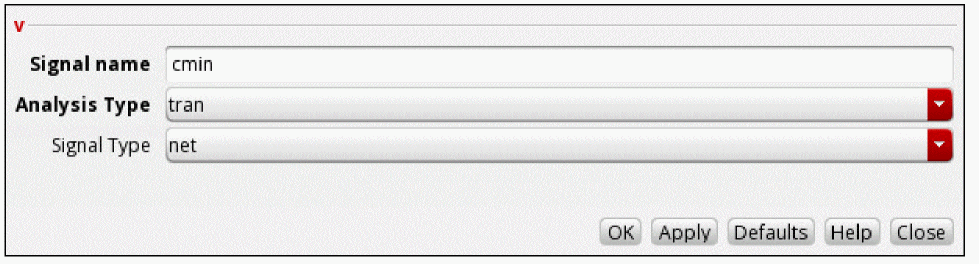 v
Signal name cmin
Analysis Type tran
Signal Type net
OK Apply Defaults Help Close